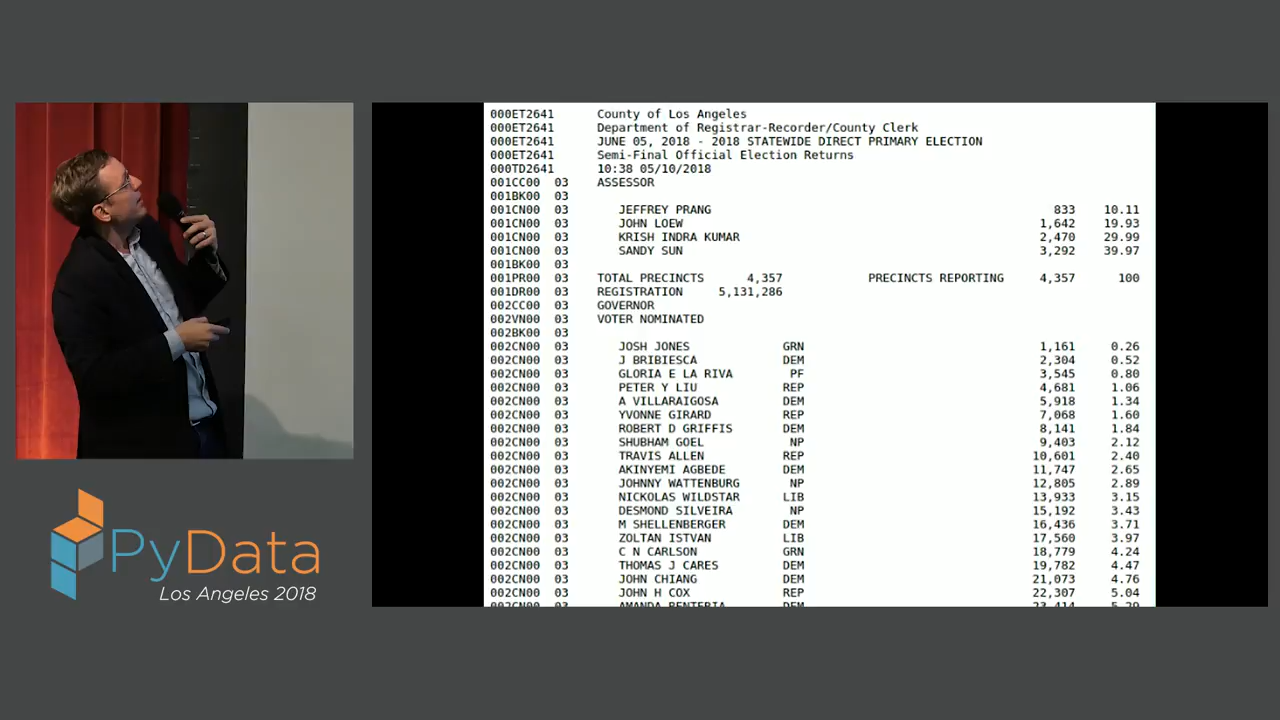 000ET2641 County of Los Angeles
000ET2641 Department of Registrar-Recorder/County Clerk
000ET2641 JUNE 05, 2018 - 2018 STATEWIDE DIRECT PRIMARY ELECTION
000ET2641 Semi-Final Official Election Returns
000TD2641 10:38 05/10/2018
001CC00 03 ASSESSOR
001BK00 03
001CN00 03 JEFFREY PRANG 833 10.11
001CN00 03 JOHN LOEW 1,642 19.93
001CN00 03 KRISH INDRA KUMAR 2,470 29.99
001CN00 03 SANDY SUN 3,292 39.97
001BK00 03
001PR00 03 TOTAL PRECINCTS 4,357 PRECINCTS REPORTING 4,357 100
001DR00 03 REGISTRATION 5,131,286
002CC00 03 GOVERNOR
002VN00 03 VOTER NOMINATED
002BK00 03
002CN00 03 JOSH JONES GRN 1,161 0.26
002CN00 03 J BRIBIESCA DEM 2,304 0.52
002CN00 03 GLORIA E LA RIVA PF 3,545 0.80
002CN00 03 PETER Y LIU REP 4,681 1.06
002CN00 03 A VILLARAIGOSA DEM 5,918 1.34
002CN00 03 YVONNE GIRARD REP 7,068 1.60
002CN00 03 ROBERT D GRIFFIS DEM 8,141 1.84
002CN00 03 SHUBHAM GOEL NP 9,403 2.12
002CN00 03 TRAVIS ALLEN REP 10,601 2.40
002CN00 03 AKINYEMI AGBEDE DEM 11,747 2.65
002CN00 03 JOHNNY WATTENBURG NP 12,805 2.89
002CN00 03 NICKOLAS WILDSTAR LIB 13,933 3.15
002CN00 03 DESMOND SILVEIRA NP 15,192 3.43
002CN00 03 M SHELLENBERGER DEM 16,436 3.71
002CN00 03 ZOLTAN ISTVAN LIB 17,560 3.97
002CN00 03 C N CARLSON GRN 18,779 4.24
002CN00 03 THOMAS J CARES DEM 19,782 4.47
002CN00 03 JOHN CHIANG DEM 21,073 4.76
002CN00 03 JOHN H COX REP 22,307 5.04
002CN00 03 AMANDA RENTERIA DEM 23,414 5.29
PyData
Los Angeles 2018